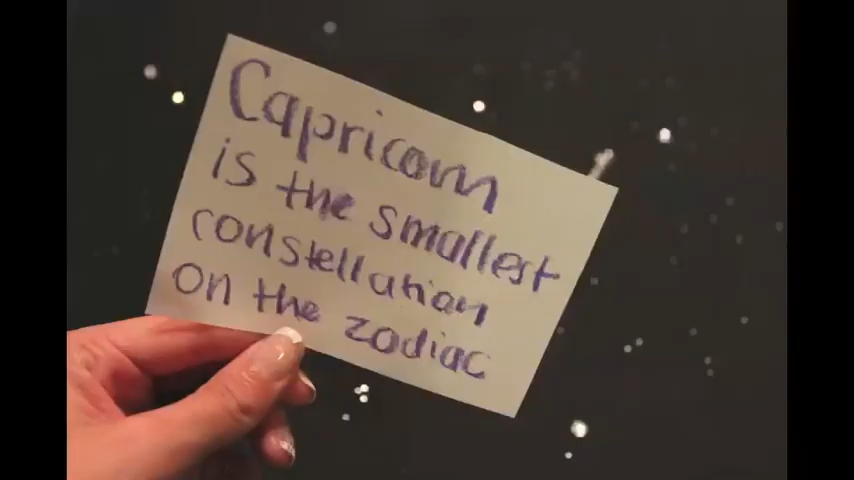 Capricorn
is the smallest
constellation
on the zodiac